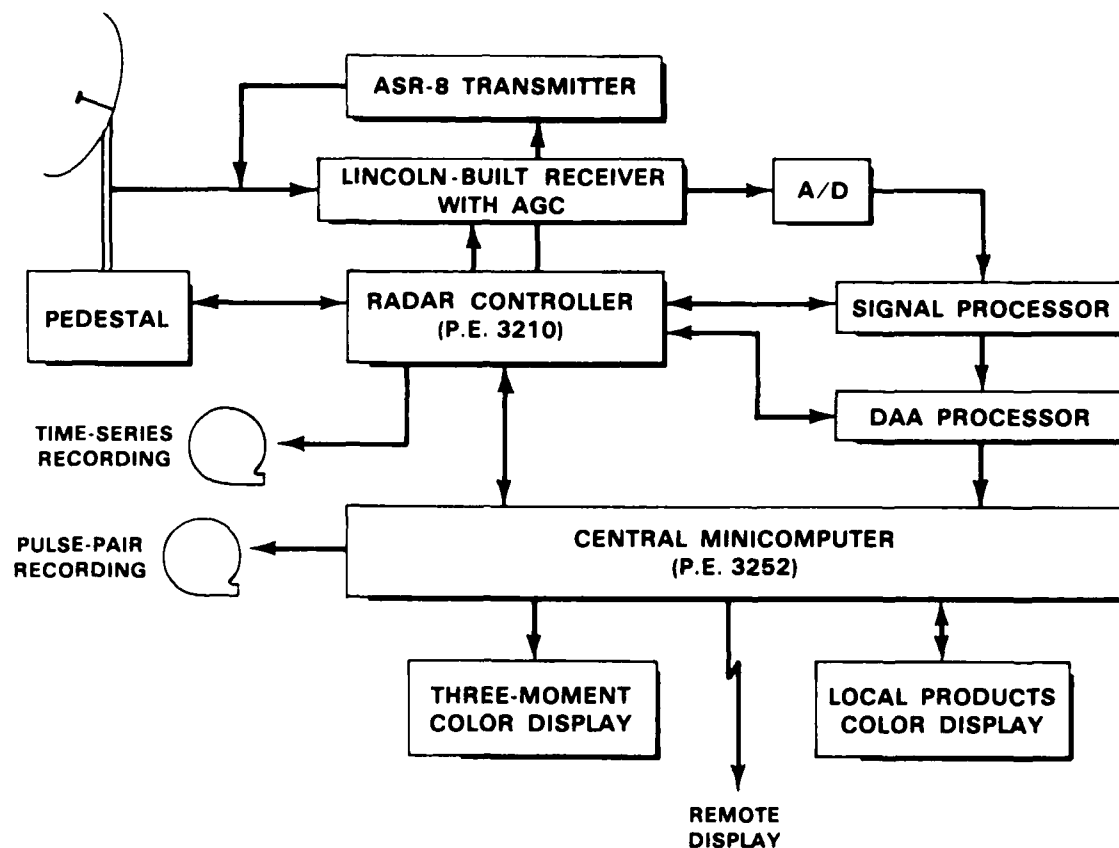 ASR-8 TRANSMITTER
LINCOLN-BUILT RECEIVER
WITH AGC
A/D
PEDESTAL
RADAR CONTROLLER
(P.E. 3210)
SIGNAL PROCESSOR
DAA PROCESSOR
TIME-SERIES
RECORDING
PULSE-PAIR
RECORDING
CENTRAL MINICOMPUTER
(P.E. 3252)
THREE-MOMENT
COLOR DISPLAY
LOCAL PRODUCTS
COLOR DISPLAY
REMOTE
DISPLAY